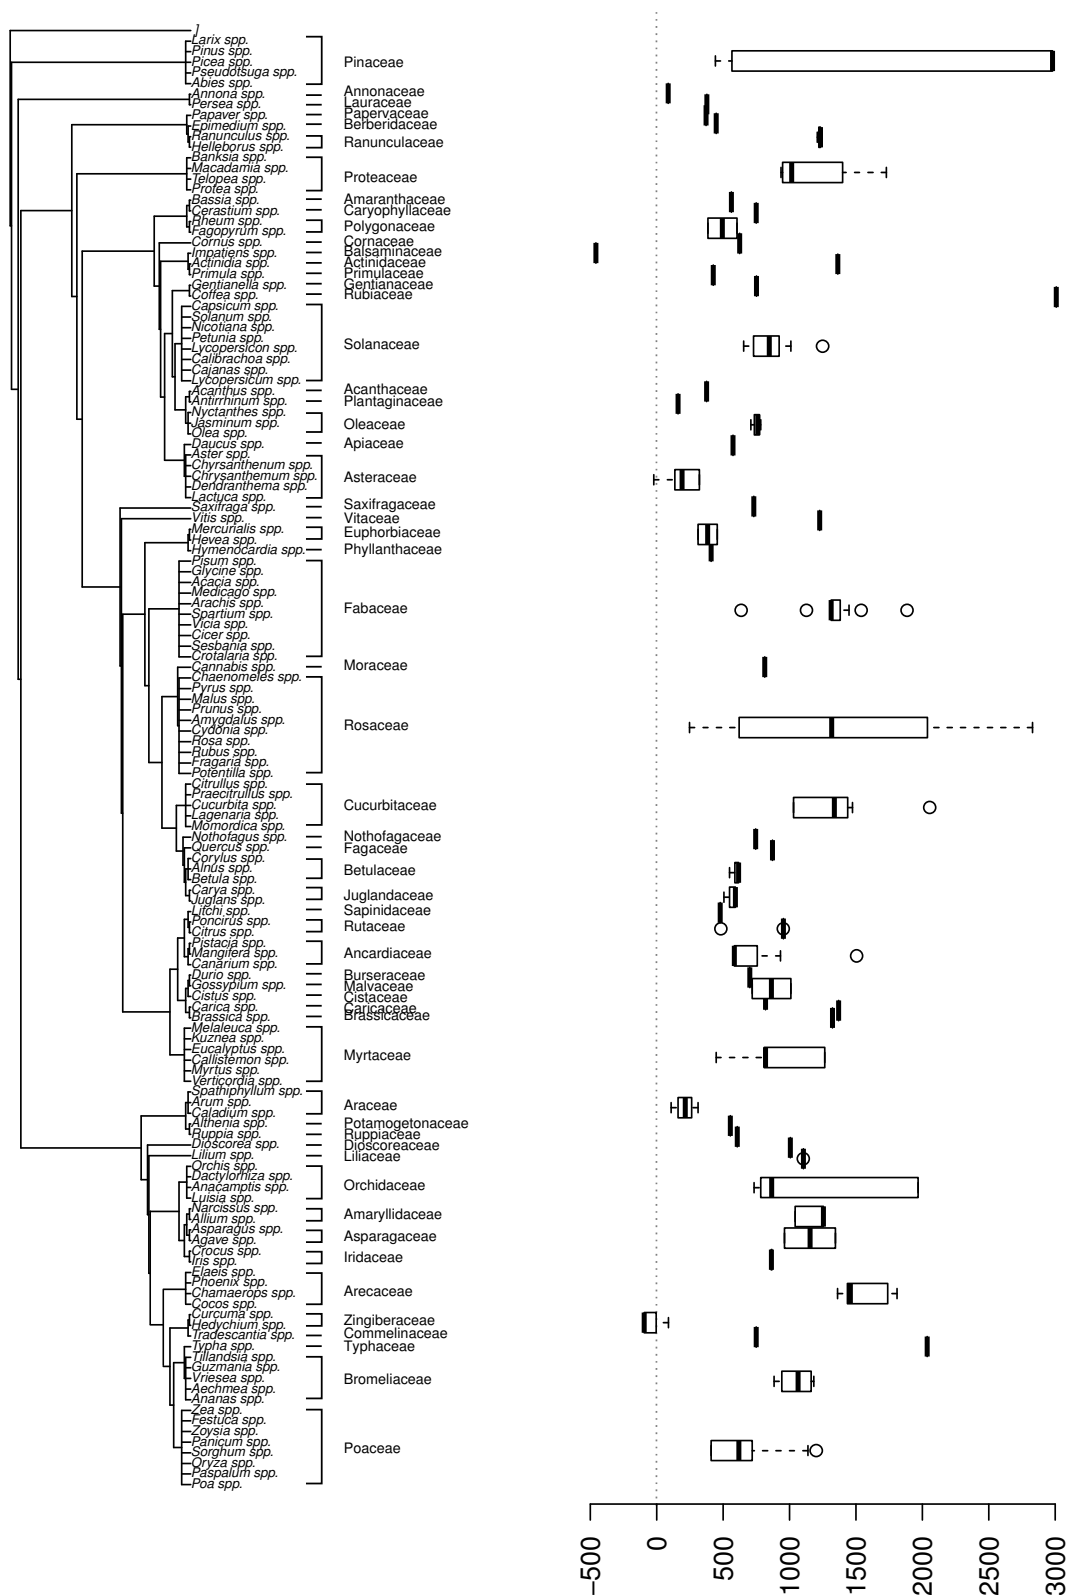 J
Larix spp.
Pinus spp.
Picea spp.
Pseudotsuga spp.
Abies spp.
Annona spp.
Persea spp.
Papaver spp.
Epimedium spp.
Ranunculus spp.
Helleborus spp.
Banksia spp.
Macadamia spp.
Telopea spp.
Protea spp.
Bassia spp.
Cerastium spp.
Rheum spp.
Fagopyrum spp.
Cornus spp.
Impatiens spp.
Actinidia spp.
Primula spp.
Gentianella spp.
Coffea spp.
Capsicum spp.
Solanum spp.
Nicotiana spp.
Petunia spp.
Lycopersicon spp.
Calibrachoa spp.
Cajanas spp.
Lycopersicum spp.
Acanthus spp.
Antirrhinum spp.
Nyctanthes spp.
Jasminum spp.
Olea spp.
Daucus spp.
Aster spp.
Chyrsanthenum spp.
Chrysanthemum spp.
Dendranthema spp.
Lactuca spp.
Saxifraga spp.
Vitis spp.
Mercurialis spp.
Hevea spp.
Hymenocardia spp.
Pisum spp.
Glycine spp.
Acacia spp.
Medicago spp.
Arachis spp.
Spartium spp.
Vicia spp.
Cicer spp.
Sesbania spp.
Crotalaria spp.
Cannabis spp.
Chaenomeles spp.
Pyrus spp.
Malus spp.
Prunus spp.
Amygdalus spp.
Cydonia spp.
Rosa spp.
Rubus spp.
Fragaria spp.
Potentilla spp.
Citrullus spp.
Praecitrullus spp.
Cucurbita spp.
Lagenaria spp.
Momordica spp.
Nothofagus spp.
Quercus spp.
Corylus spp.
Alnus spp.
Betula spp.
Carya spp.
Juglans spp.
Litchi spp.
Poncirus spp.
Citrus spp.
Pistacia spp.
Mangifera spp.
Canarium spp.
Durio spp.
Gossypium spp.
Cistus spp.
Carica spp.
Brassica spp.
Melaleuca spp.
Kuznea spp.
Eucalyptus spp.
Callistemon spp.
Myrtus spp.
Verticordia spp.
Spathiphyllum spp.
Arum spp.
Caladium spp.
Althenia spp.
Ruppia spp.
Dioscorea spp.
Lilium spp.
Orchis spp.
Dactylorhiza spp.
Anacamptis spp.
Luisia spp.
Narcissus spp.
Allium spp.
Asparagus spp.
Agave spp.
Crocus spp.
Iris spp.
Elaeis spp.
Phoenix spp.
Chamaerops spp.
Cocos spp.
Curcuma spp.
Hedychium spp.
Tradescantia spp.
Typha spp.
Tillandsia spp.
Guzmania spp.
Vriesea spp.
Aechmea spp.
Ananas spp.
Zea spp.
Festuca spp.
Zoysia spp.
Panicum spp.
Sorghum spp.
Oryza spp.
Paspalum spp.
Poa spp.
Pinaceae
Annonaceae
Lauraceae
Papervaceae
Berberidaceae
Ranunculaceae
Proteaceae
Amaranthaceae
Caryophyllaceae
Polygonaceae
Cornaceae
Balsaminaceae
Actinidaceae
Primulaceae
Gentianaceae
Rubiaceae
Solanaceae
Acanthaceae
Plantaginaceae
Oleaceae
Apiaceae
Asteraceae
Saxifragaceae
Vitaceae
Euphorbiaceae
Phyllanthaceae
Fabaceae
Moraceae
Rosaceae
Cucurbitaceae
Nothofagaceae
Fagaceae
Betulaceae
Juglandaceae
Sapinidaceae
Rutaceae
Ancardiaceae
Burseraceae
Malvaceae
Cistaceae
Caricaceae
Brassicaceae
Myrtaceae
Araceae
Potamogetonaceae
Ruppiaceae
Dioscoreaceae
Liliaceae
Orchidaceae
Amaryllidaceae
Asparagaceae
Iridaceae
Arecaceae
Zingiberaceae
Commelinaceae
Typhaceae
Bromeliaceae
Poaceae
−500
0
500
1000
1500
2000
2500
3000